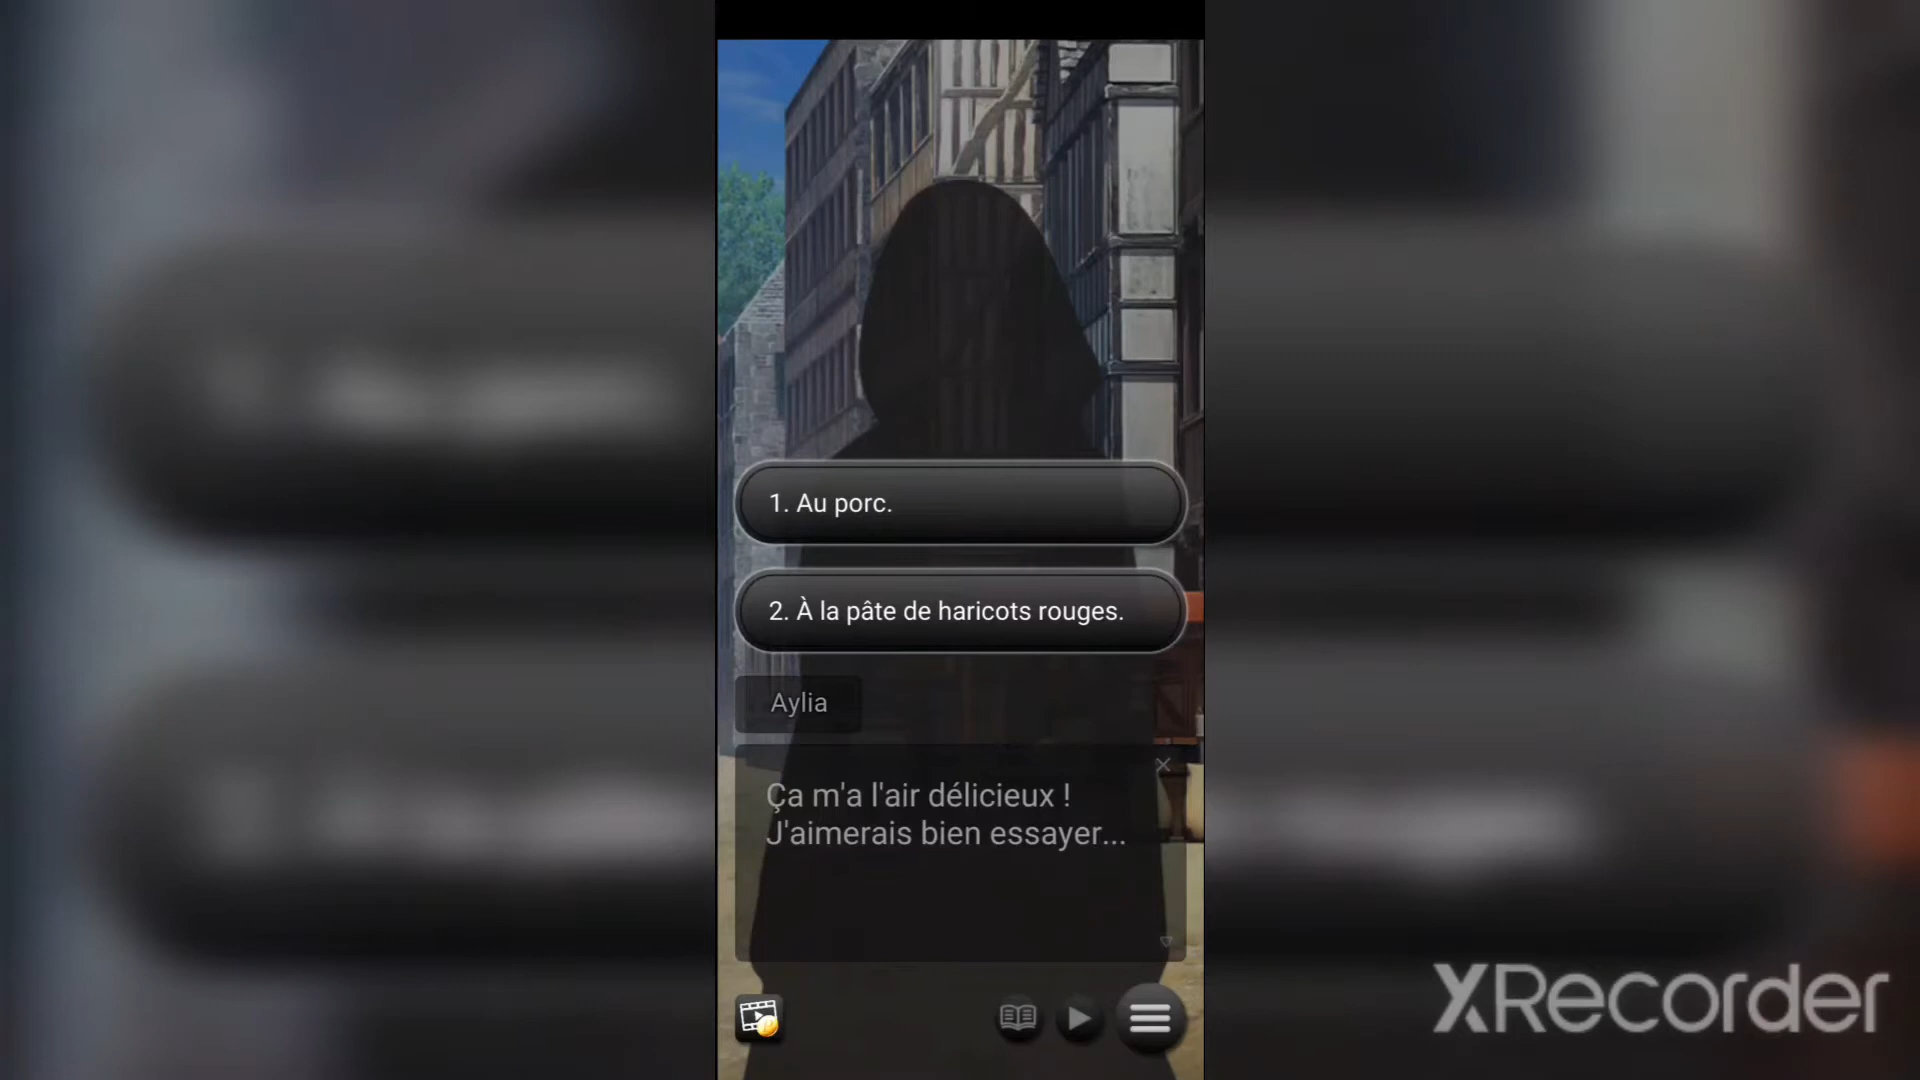 1. Au porc.
2. À la pâte de haricots rouges.
Aylia
Ça m'a l'air délicieux !
J'aimerais bien essayer...
XRecorder